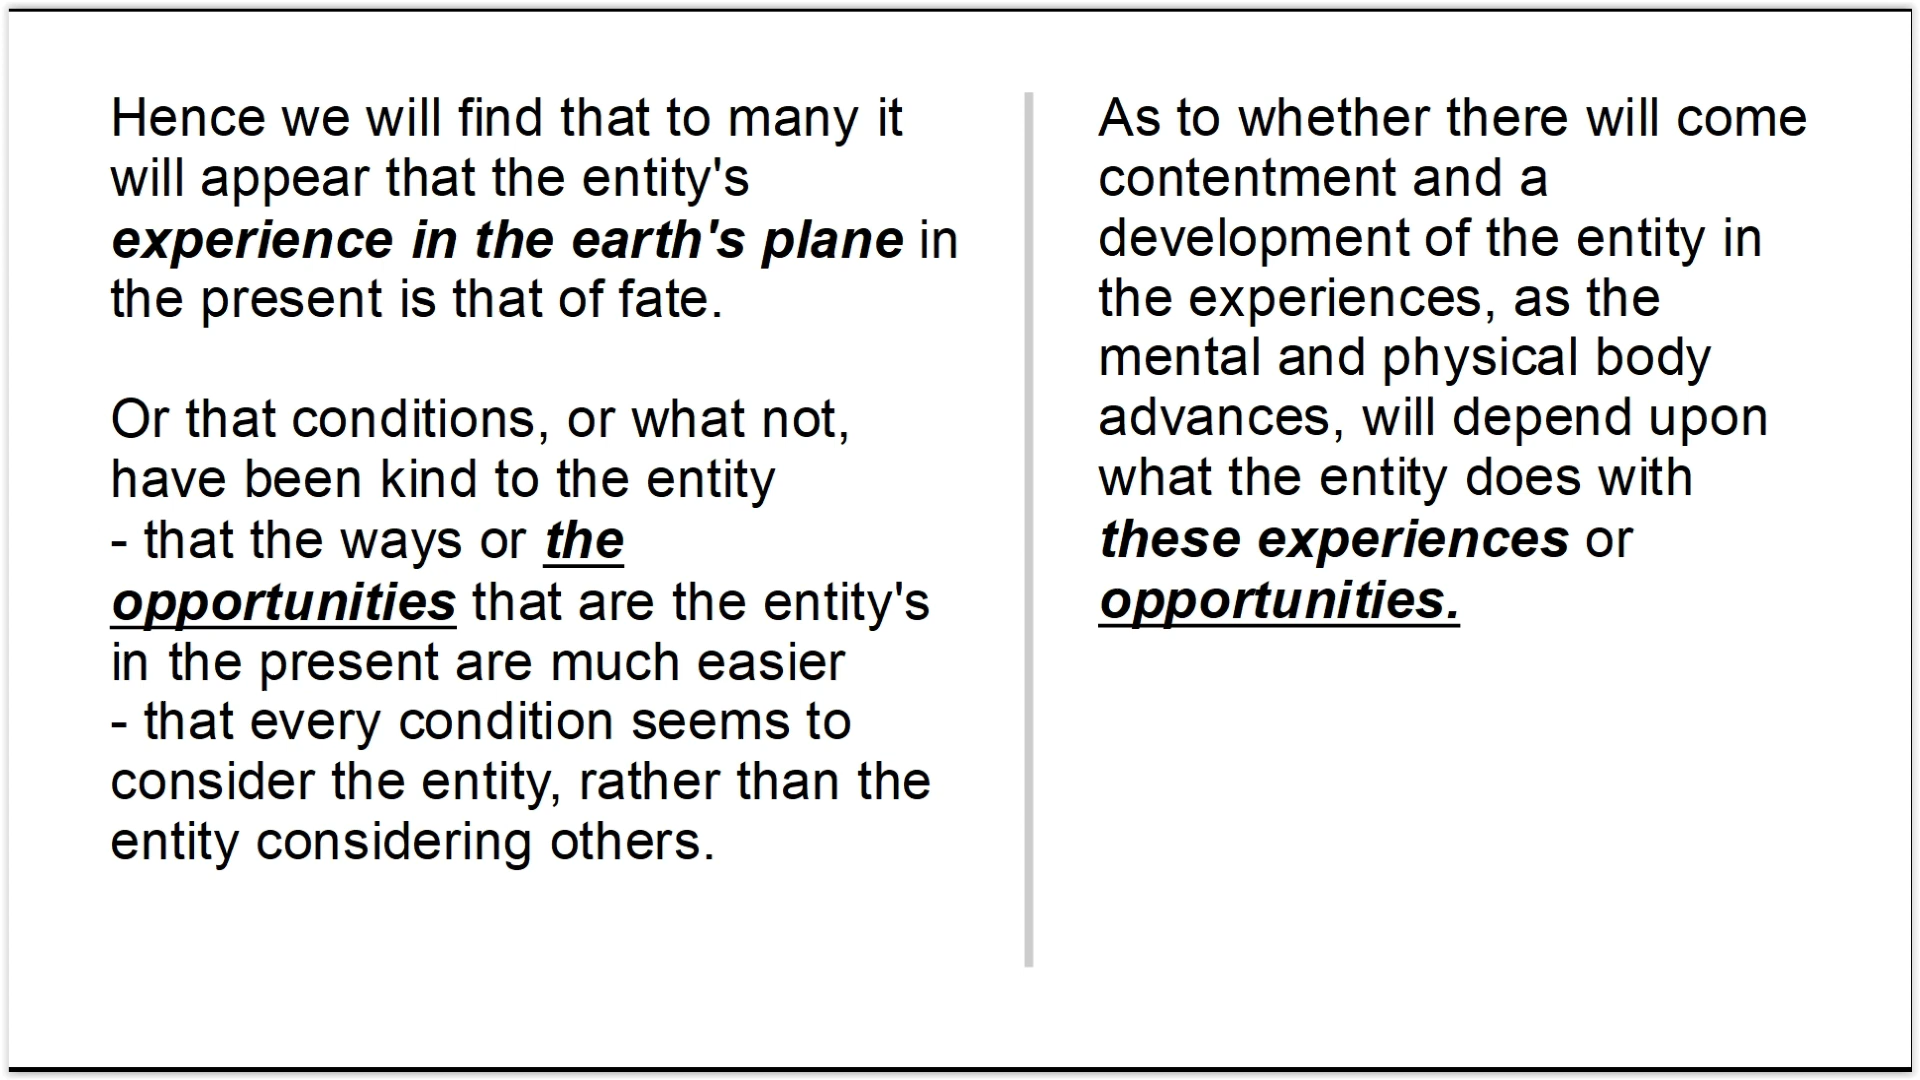 Hence we will find that to many it
will appear that the entity's
experience in the earth's plane in
the present is that of fate.
Or that conditions, or what not,
have been kind to the entity
- that the ways or the
opportunities that are the entity's
in the present are much easier
- that every condition seems to
consider the entity, rather than the
entity considering others.
As to whether there will come
contentment and a
development of the entity in
the experiences, as the
mental and physical body
advances, will depend upon
what the entity does with
these experiences or
opportunities.